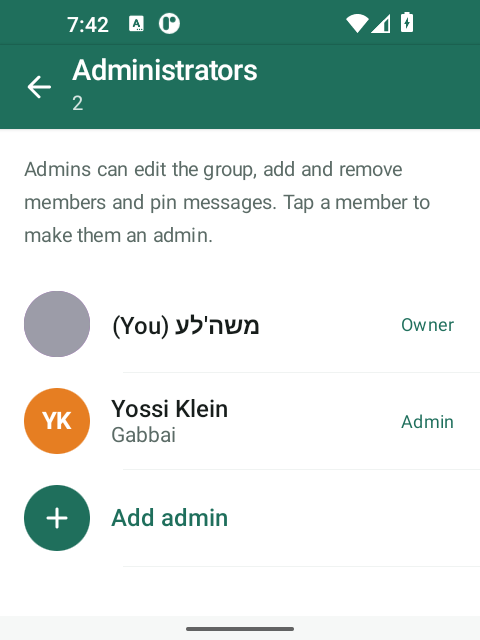 7:42
A
Administrators
2
Admins can edit the group, add and remove
members and pin messages. Tap a member to
make them an admin.
(You) משה'לע
Owner
YK
Yossi Klein
Gabbai
Admin
Add admin